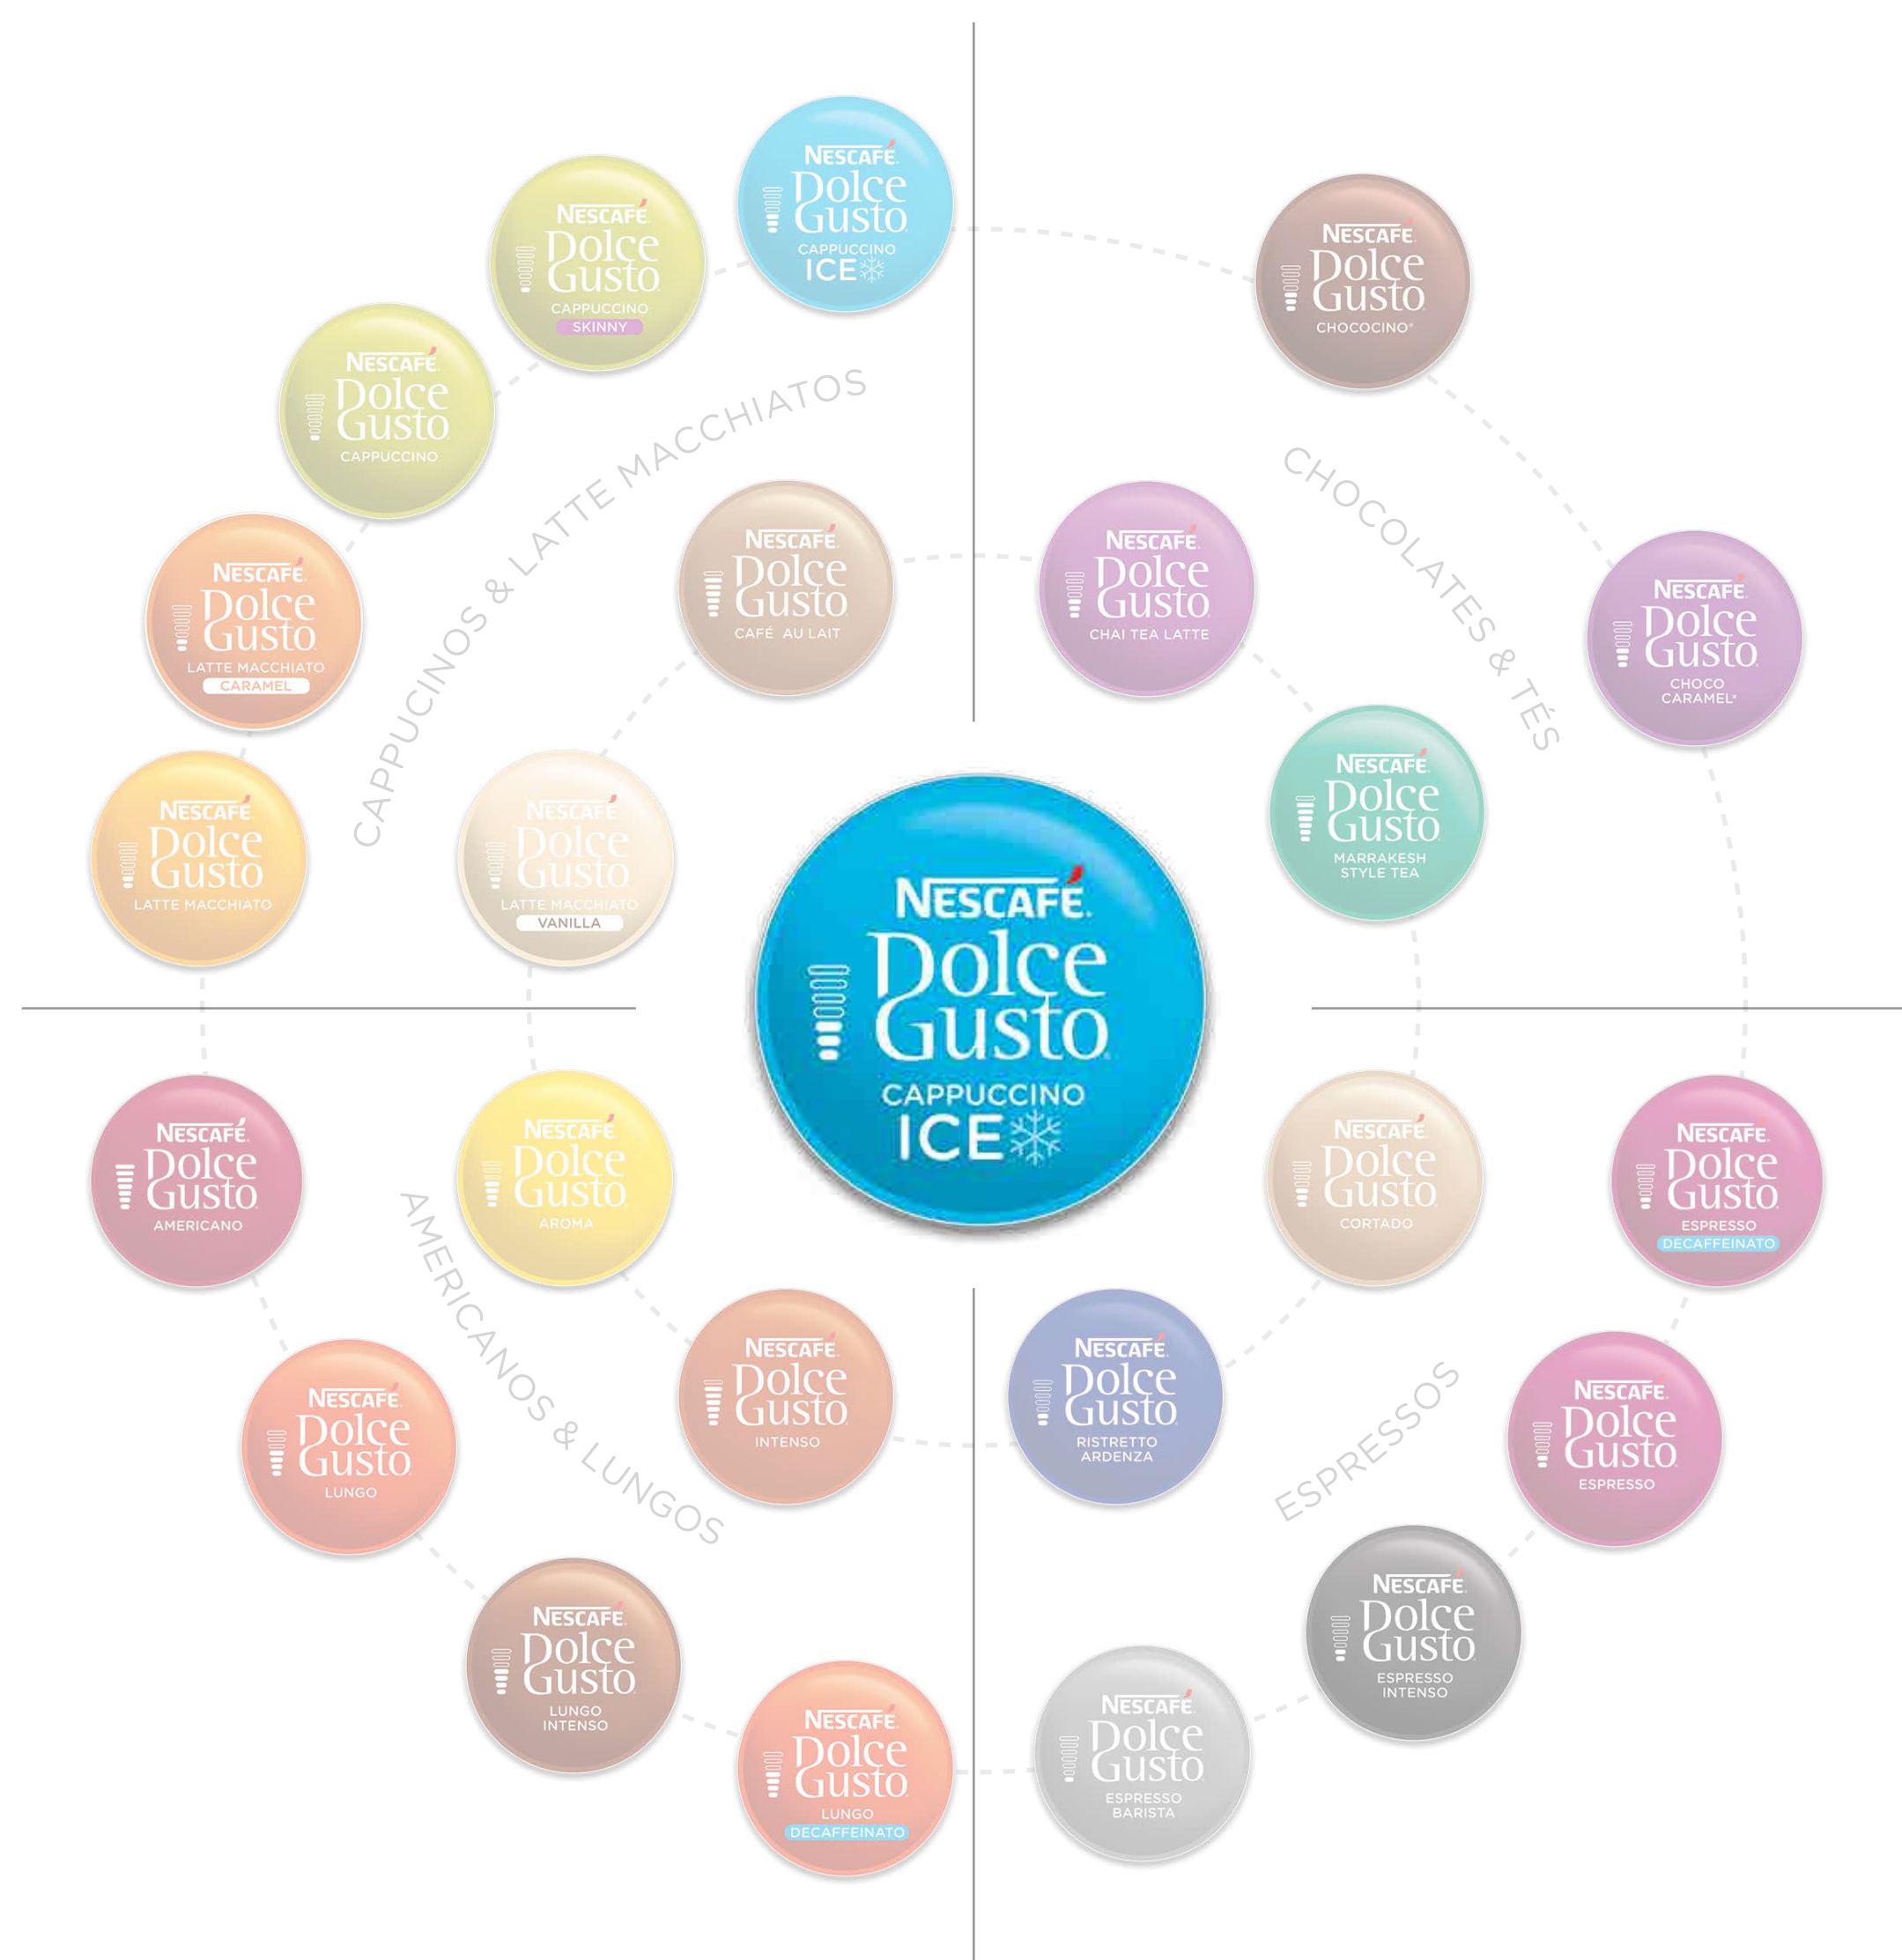 NESCAFÉ.
Dolce
Gusto
CAPPUCCINO
ICE
NESCAFÉ.
Dolce
Gusto
CAPPUCCINO
SKINNY
NESCAFÉ.
Dolce
Gusto
CAPPUCCINO
NESCAFÉ.
Dolce
Gusto
LATTE MACCHIATO
CARAMEL
NESCAFÉ.
Dolce
Gusto
LATTE MACCHIATO
CAPPUCINOS & LATTE MACCHIATOS
NESCAFÉ.
Dolce
Gusto
CAFÉ AU LAIT
NESCAFÉ.
Dolce
Gusto
LATTE MACCHIATO
VANILLA
NESCAFÉ.
Dolce
Gusto
CHOCOCINO®
NESCAFÉ.
Dolce
Gusto
CHOCO
CARAMEL*
CHOCOLATES & TÉS
NESCAFÉ.
Dolce
Gusto
CHAI TEA LATTE
NESCAFÉ.
Dolce
Gusto
MARRAKESH
STYLE TEA
NESCAFÉ.
Dolce
Gusto
CAPPUCCINO
ICE
NESCAFÉ.
Dolce
Gusto
AMERICANO
NESCAFÉ.
Dolce
Gusto
AROMA
AMERICANOS & LUNGOS
NESCAFÉ.
Dolce
Gusto
LUNGO
NESCAFÉ.
Dolce
Gusto
INTENSO
NESCAFÉ.
Dolce
Gusto
LUNGO
INTENSO
NESCAFÉ.
Dolce
Gusto
LUNGO
DECAFFEINATO
NESCAFÉ.
Dolce
Gusto
CORTADO
NESCAFÉ.
Dolce
Gusto
ESPRESSO
DECAFFEINATO
NESCAFÉ.
Dolce
Gusto
RISTRETTO
ARDENZA
ESPRESSOS
NESCAFÉ.
Dolce
Gusto
ESPRESSO
NESCAFÉ.
Dolce
Gusto
ESPRESSO
INTENSO
NESCAFÉ.
Dolce
Gusto
ESPRESSO
BARISTA